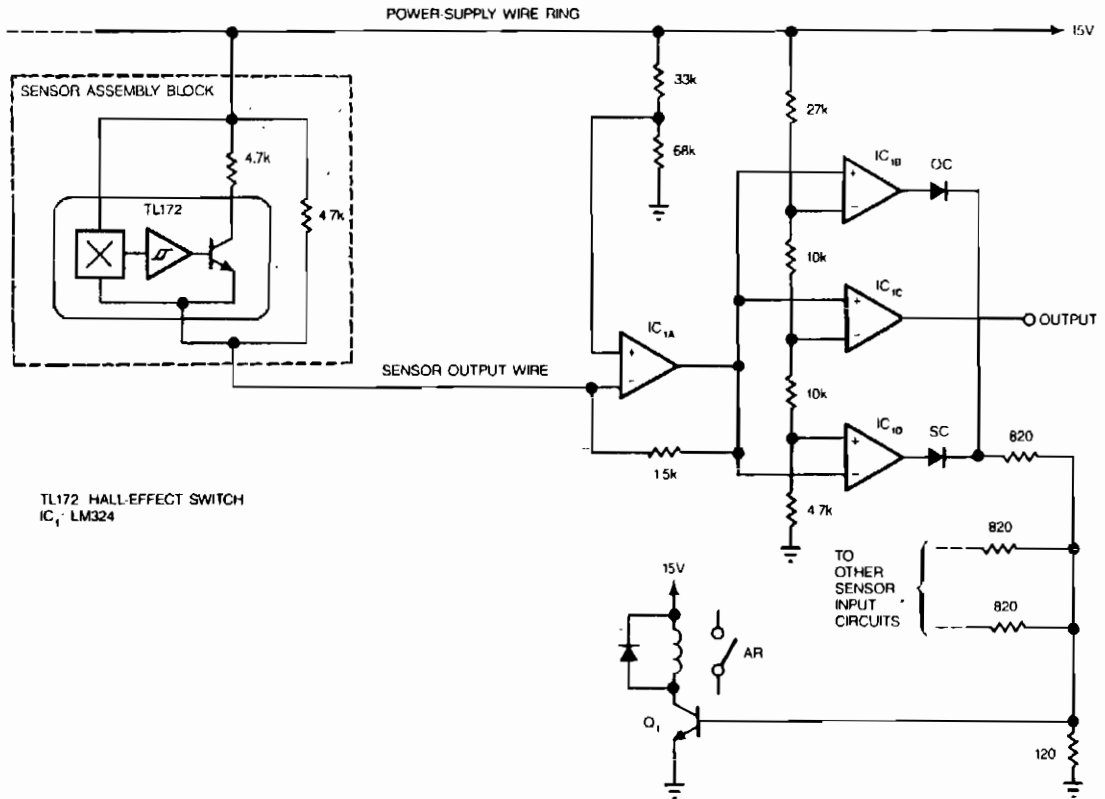 POWER-SUPPLY WIRE RING
15V
SENSOR ASSEMBLY BLOCK
33k
27k
4.7k
68k
IC1B
OC
TL172
4.7k
10k
IC1C
OUTPUT
IC1A
SENSOR OUTPUT WIRE
10k
IC1D
SC
820
15k
TL172 HALL-EFFECT SWITCH
IC1: LM324
4.7k
820
TO
OTHER
SENSOR
INPUT
CIRCUITS
15V
820
AR
Q1
120